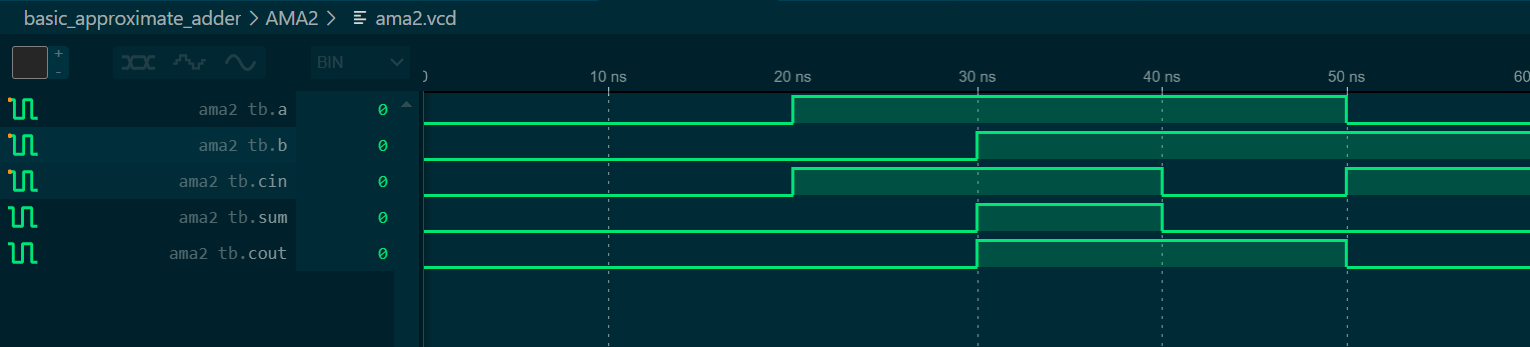 basic_approximate_adder > AMA2 > ama2.vcd
+
-
BIN
0 10 ns 20 ns 30 ns 40 ns 50 ns 60
ama2 tb.a 0
ama2 tb.b 0
ama2 tb.cin 0
ama2 tb.sum 0
ama2 tb.cout 0